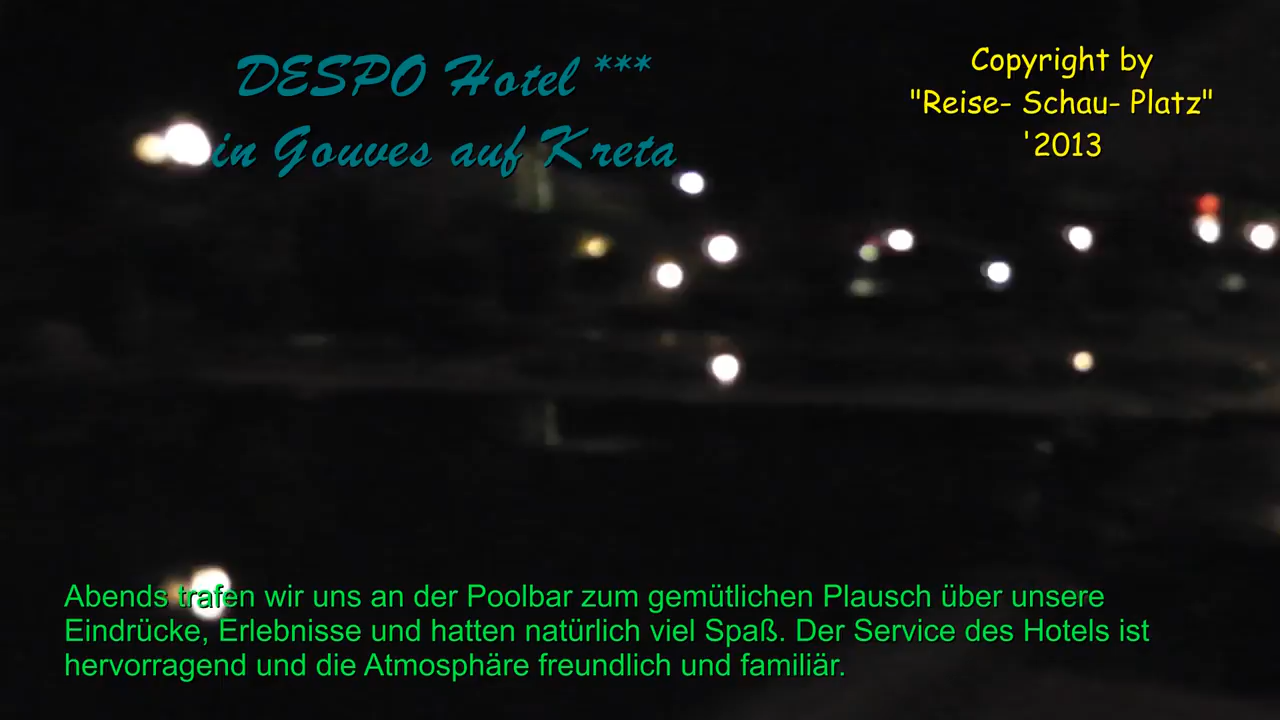 DESPO Hotel ***
in Gouves auf Kreta
Copyright by
"Reise- Schau- Platz"
'2013
Abends trafen wir uns an der Poolbar zum gemütlichen Plausch über unsere
Eindrücke, Erlebnisse und hatten natürlich viel Spaß. Der Service des Hotels ist
hervorragend und die Atmosphäre freundlich und familiär.